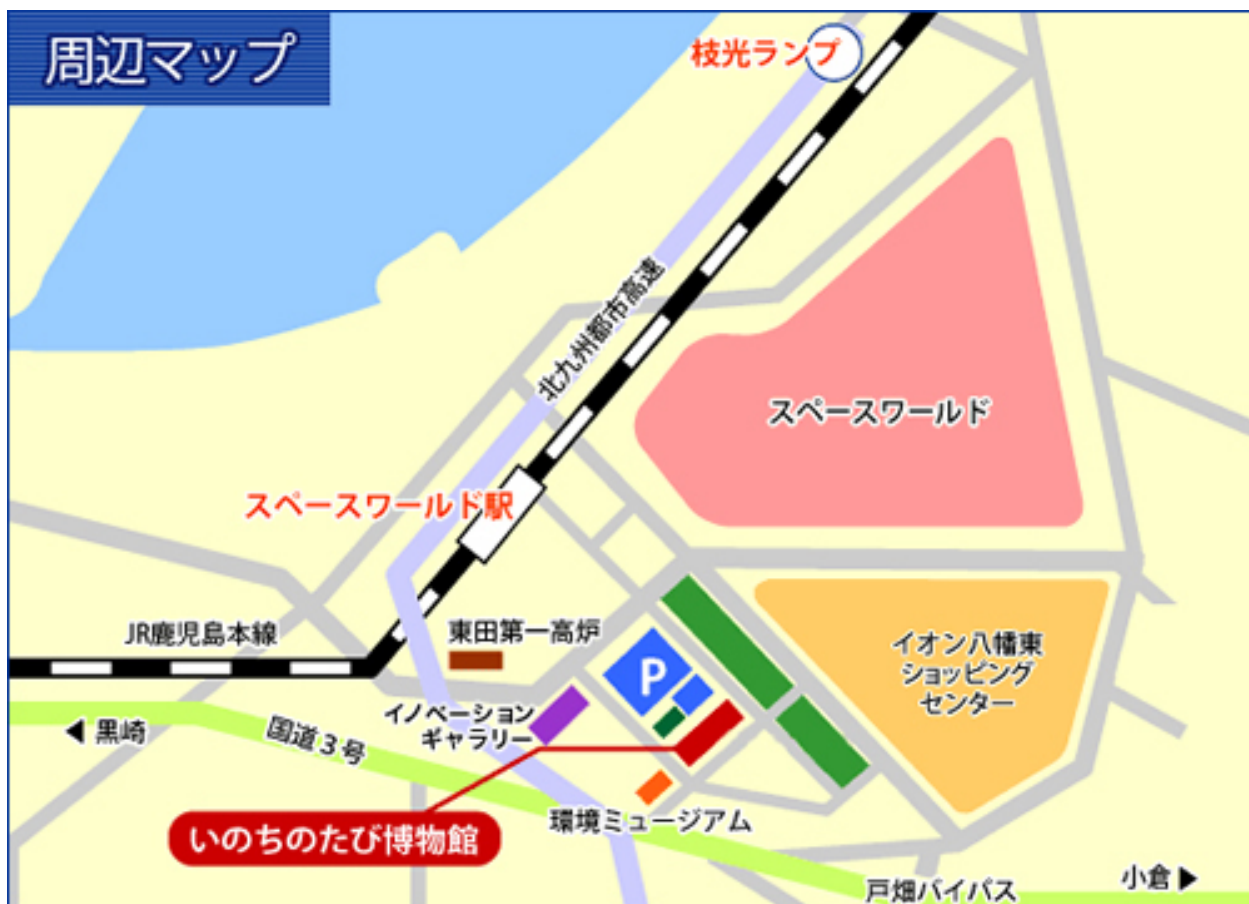 周辺マップ
枝光ランプ
北九州都市高速
スペースワールド
スペースワールド駅
JR鹿児島本線
東田第一高炉
イオン八幡東
ショッピング
センター
P
イノベーション
ギャラリー
◀黒崎
国道3号
環境ミュージアム
いのちのたび博物館
戸畑バイパス
小倉▶